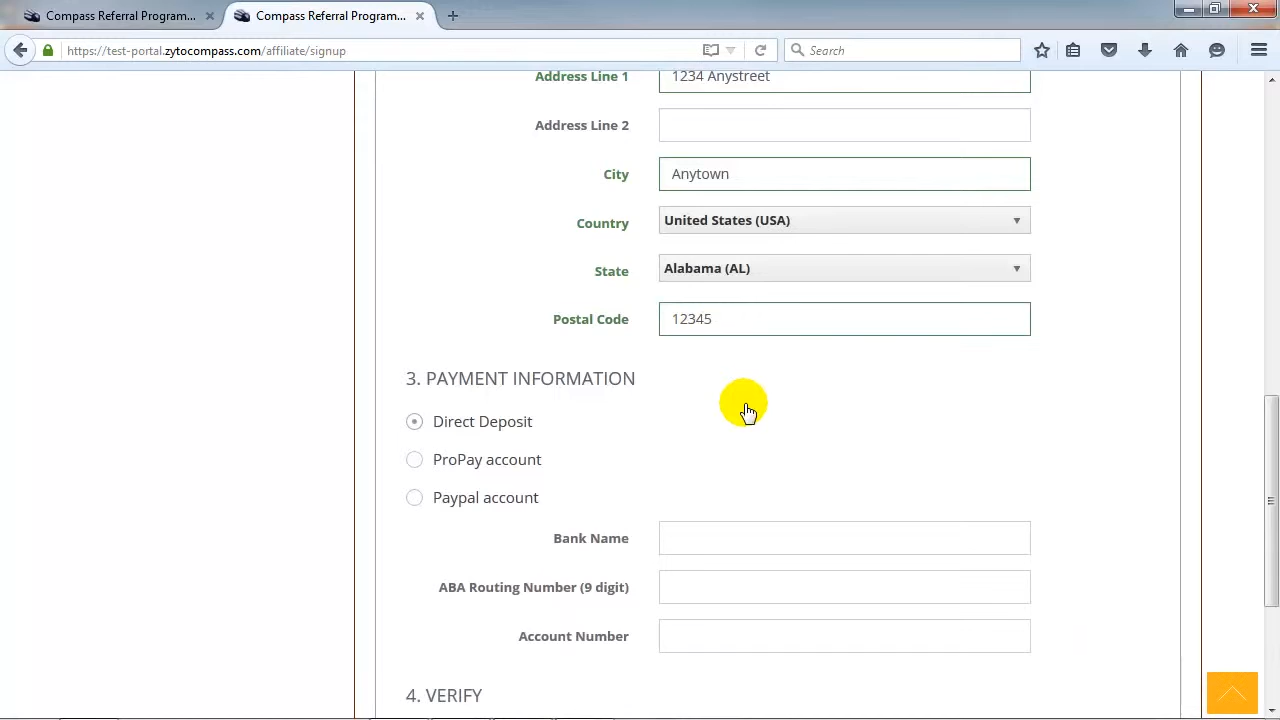 Compass Referral Program...
Compass Referral Program...
https://test-portal.zytocompass.com/affiliate/signup
Search
Address Line 1
1234 Anystreet
Address Line 2
City
Anytown
Country
United States (USA)
State
Alabama (AL)
Postal Code
12345
3. PAYMENT INFORMATION
Direct Deposit
ProPay account
Paypal account
Bank Name
ABA Routing Number (9 digit)
Account Number
4. VERIFY